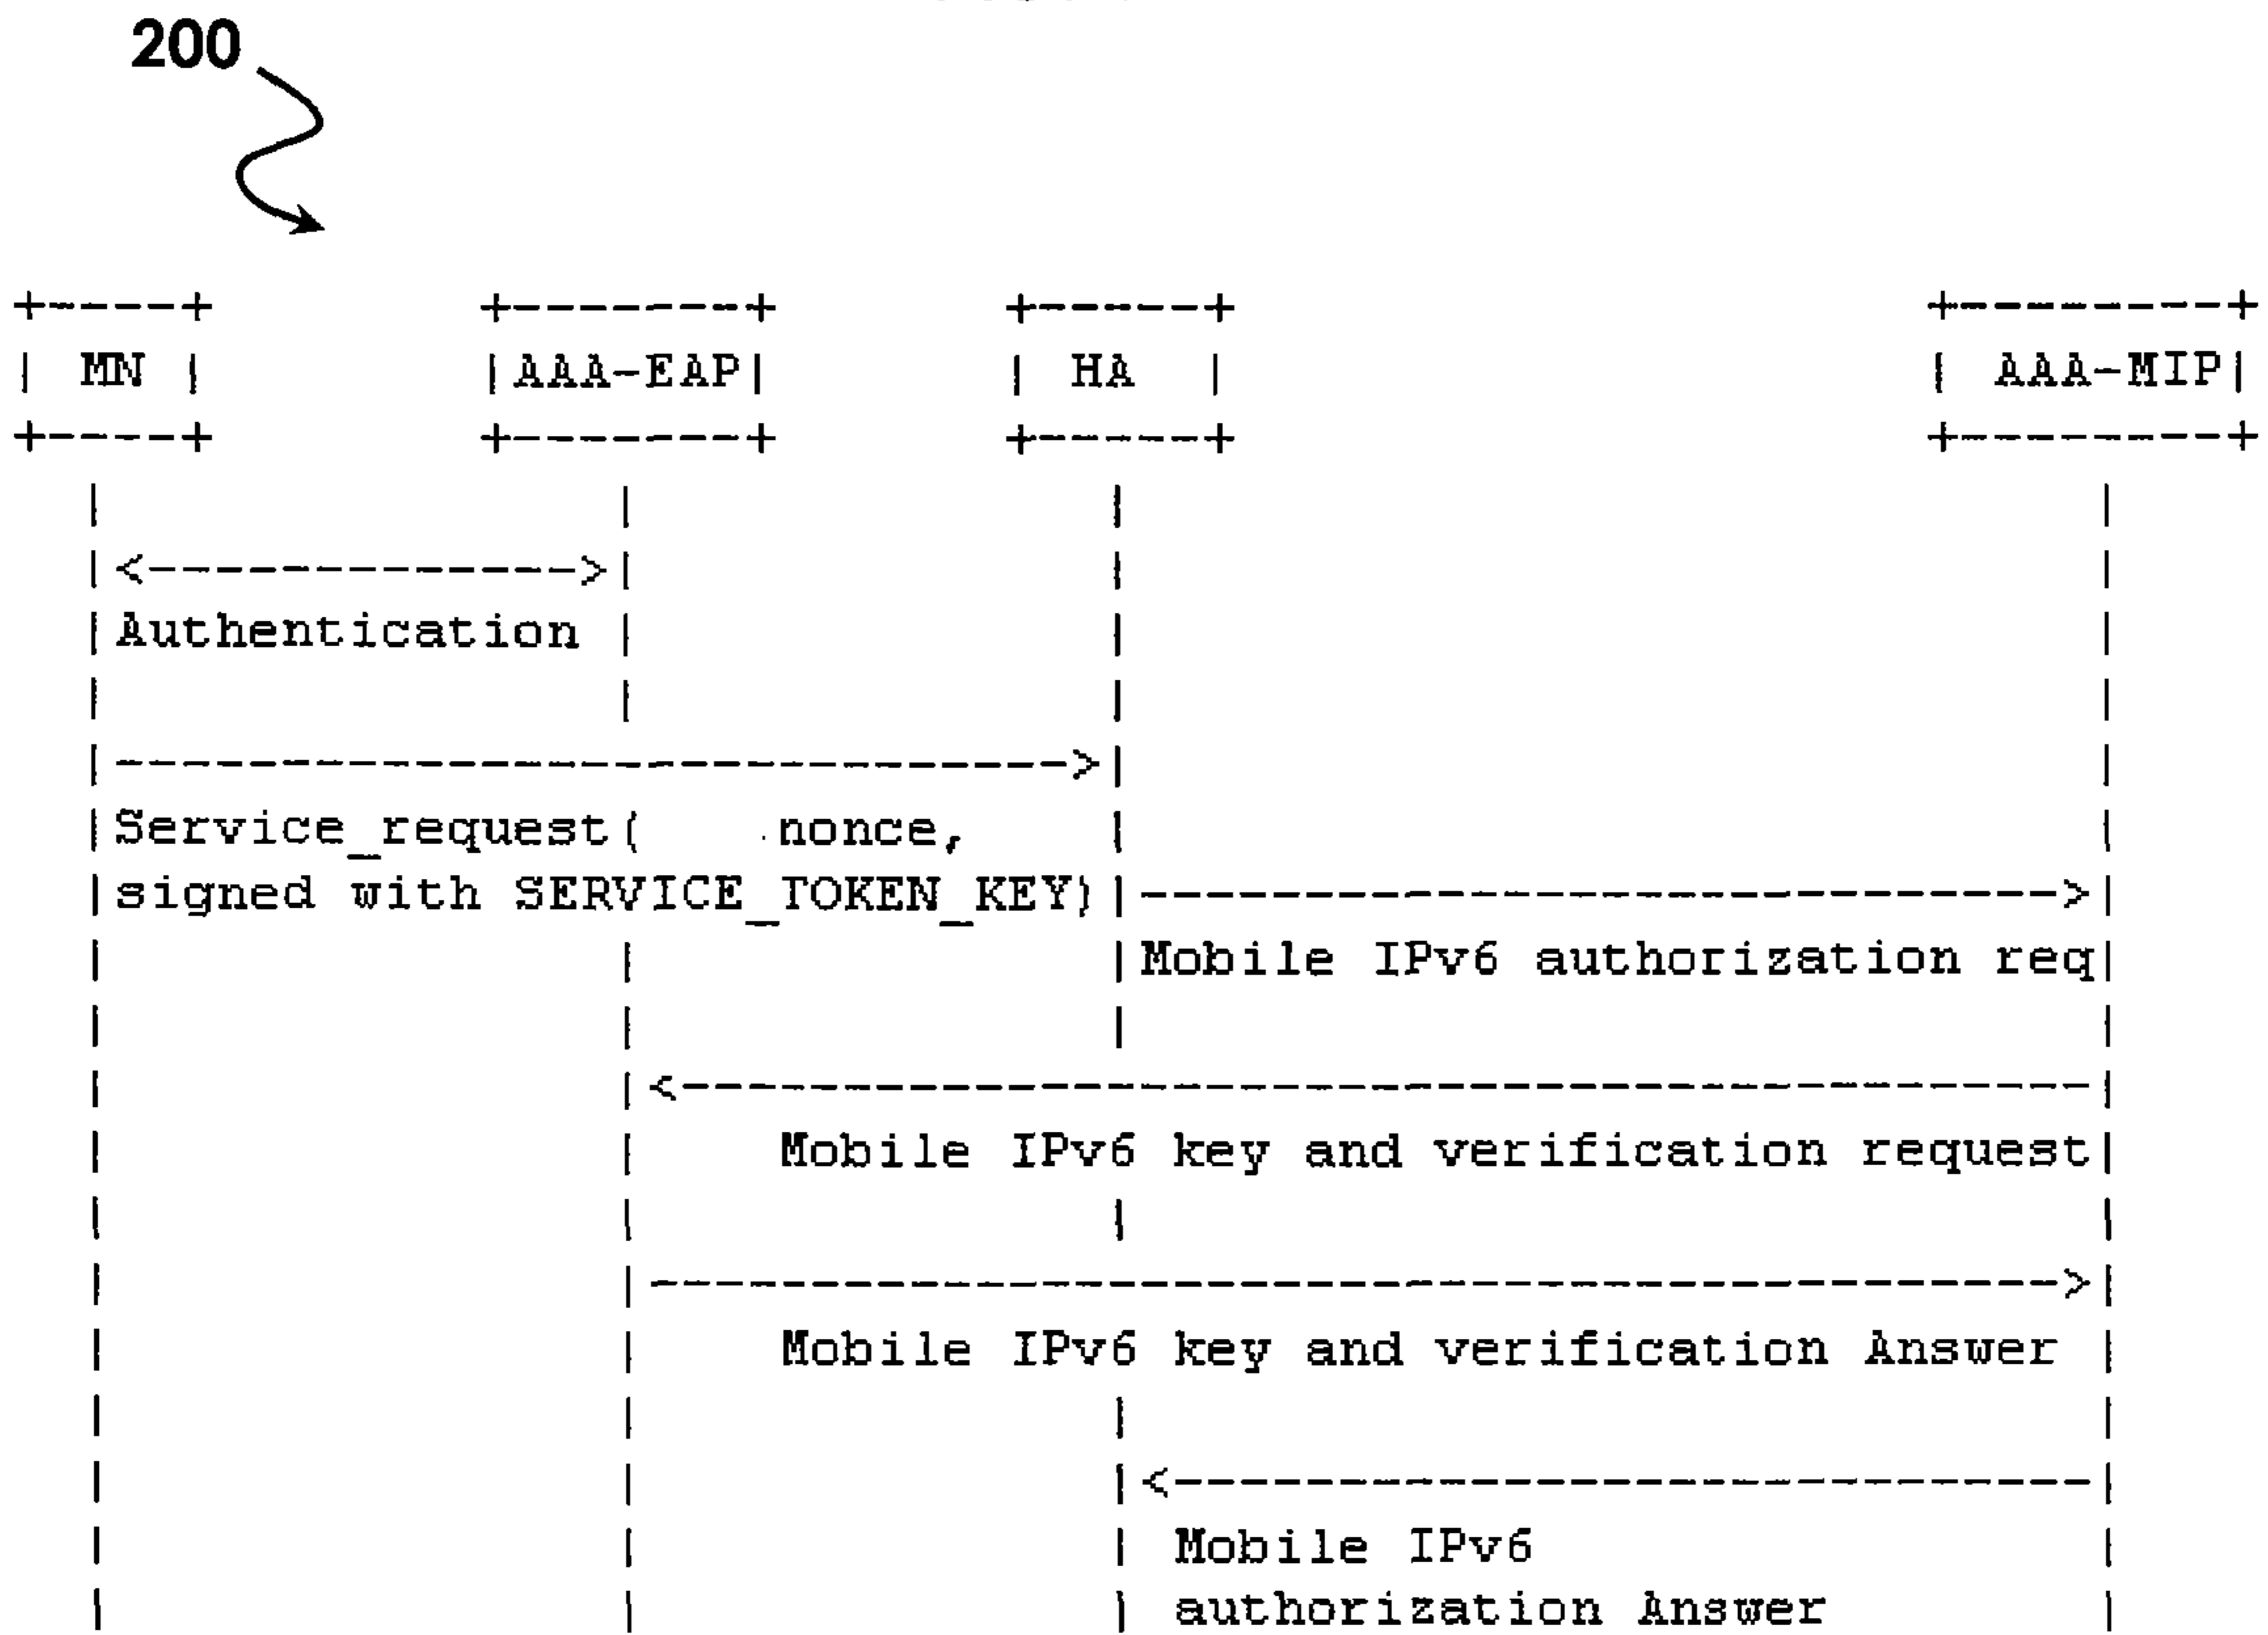 200
MN
AAA-EAP
HA
AAA-MIP
Authentication
Service_request( nonce,
signed with SERVICE_TOKEN_KEY)
Mobile IPv6 authorization req
Mobile IPv6 key and verification request
Mobile IPv6 key and verification Answer
Mobile IPv6
authorization Answer